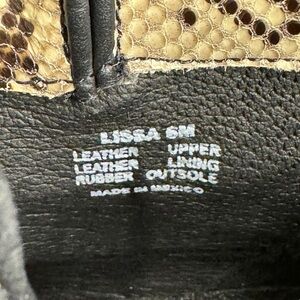 LISSA 6M
LEATHER UPPER
LEATHER LINING
RUBBER OUTSOLE
MADE IN MEXICO